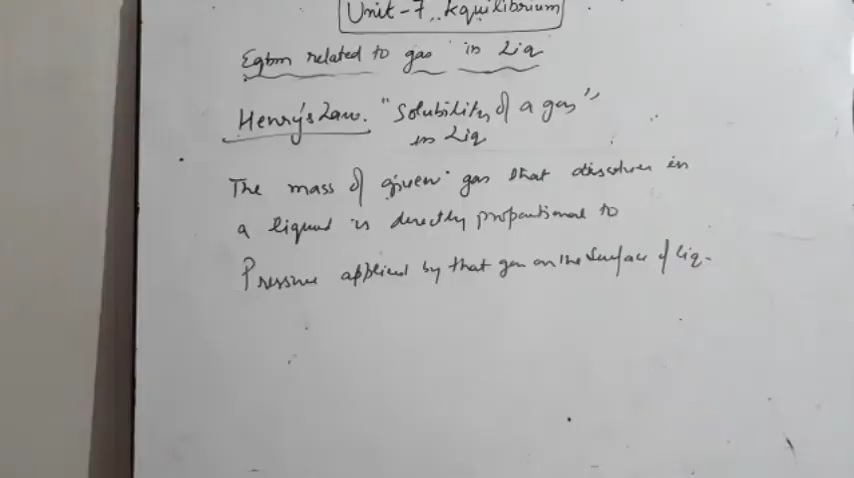 Unit-7, Equilibrium
Eqbm related to gas in Liq
Henry's Law. "Solubility of a gas"
in Liq
The mass of given gas that dissolves in
a liquid is directly proportional to
Pressure applied by that gas on the surface of liq.